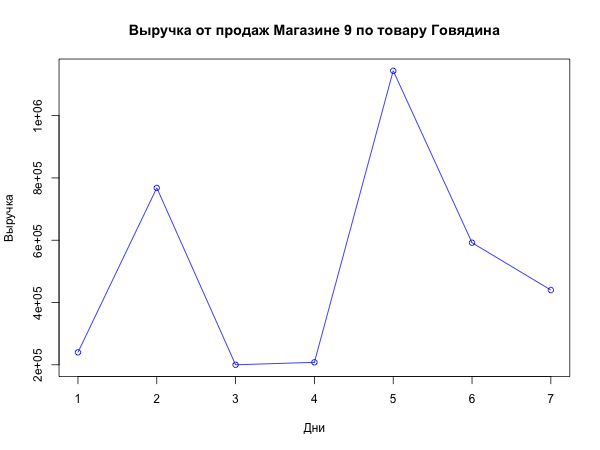 Выручка от продаж Магазине 9 по товару Говядина
Выручка
1e+06
8e+05
6e+05
4e+05
2e+05
1 2 3 4 5 6 7
Дни